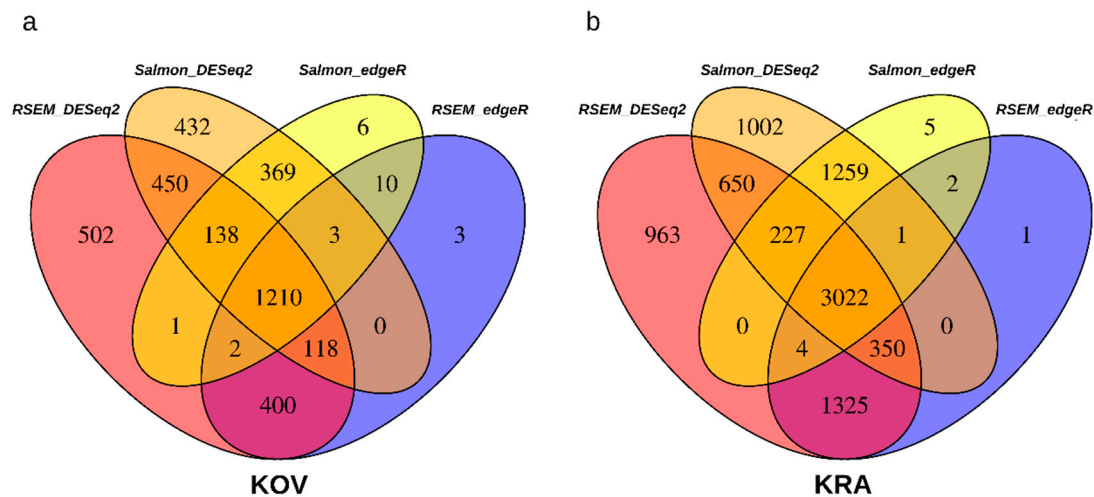 a
b
Salmon_DESeq2 Salmon_edgeR
Salmon_DESeq2 Salmon_edgeR
RSEM_DESeq2 RSEM_edgeR
RSEM_DESeq2 RSEM_edgeR
432 6
1002 5
369
1259
450 10
650 2
502 138 3 3
963 227 1 1
1210
3022
1 0
0 0
2 118
4 350
400
1325
KOV
KRA